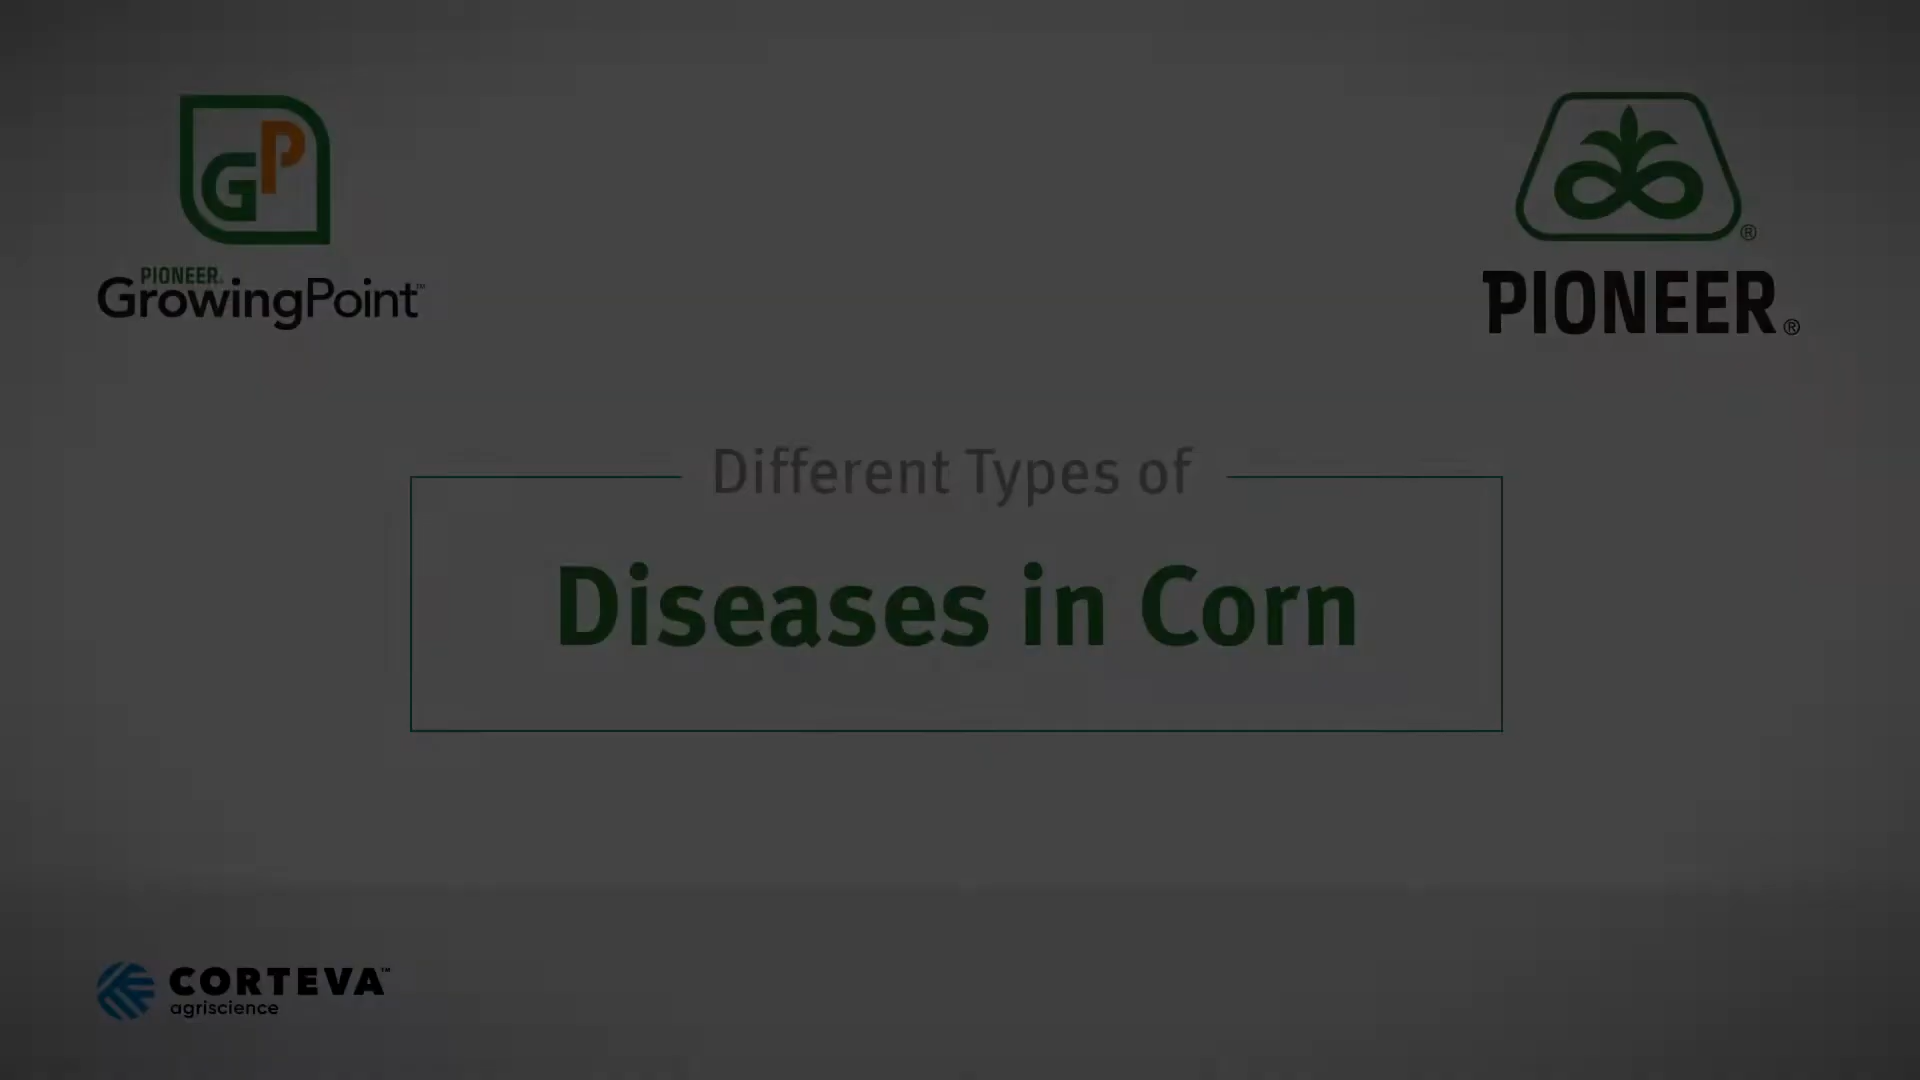 GP
PIONEER®
GrowingPoint™
®
PIONEER®
Different Types of
Diseases in Corn
CORTEVA™
agriscience